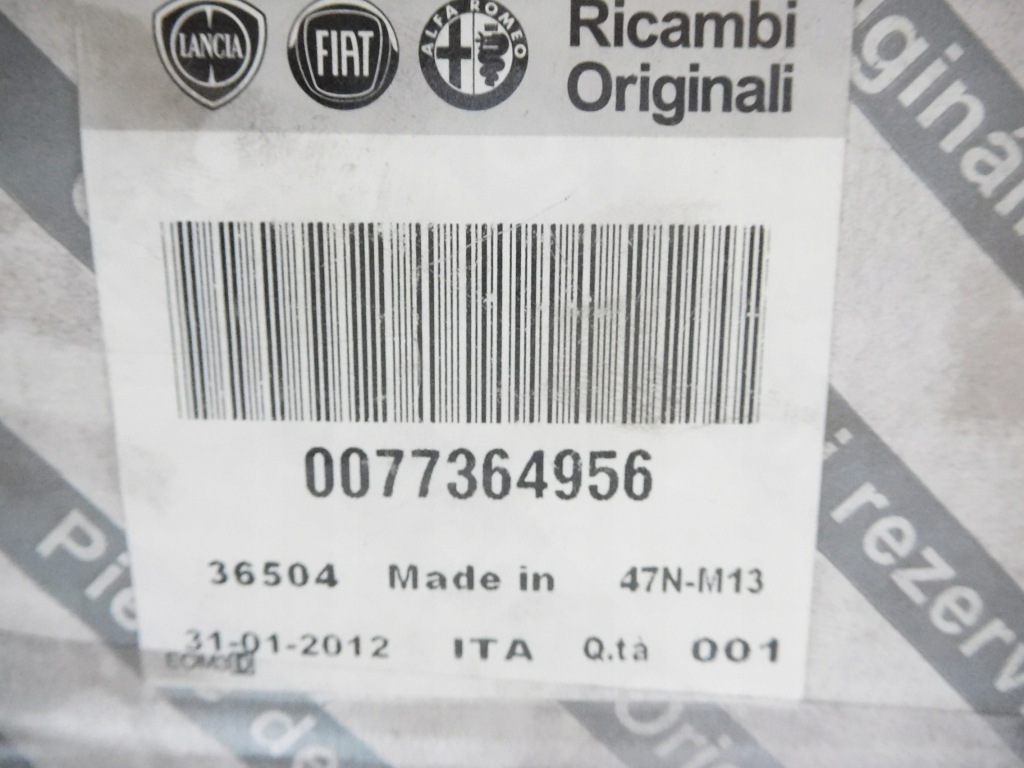 LANCIA FIAT ALFA ROMEO Ricambi
Originali
0077364956
36504 Made in 47N-M13
31-01-2012 ITA Q.tà 001
rezerv
de